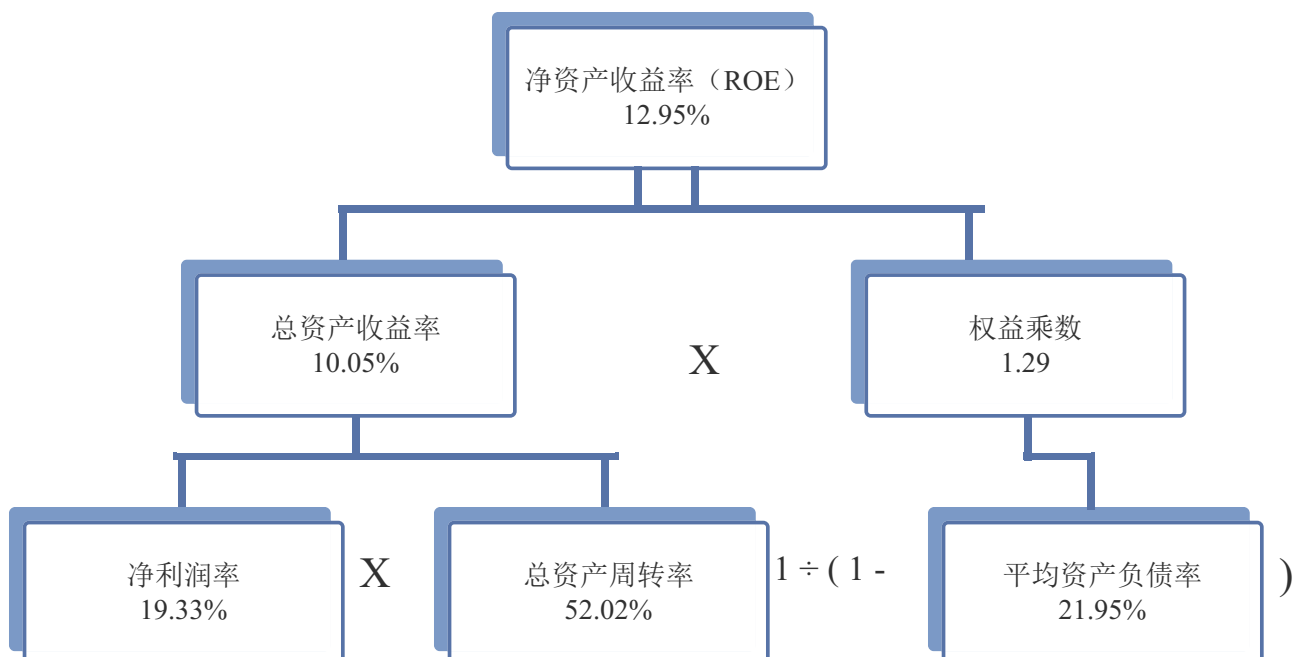 净资产收益率（ROE）
12.95%
总资产收益率
10.05%
X
权益乘数
1.29
净利润率
19.33%
X
总资产周转率
52.02%
1 ÷ ( 1 -
平均资产负债率
21.95%
)